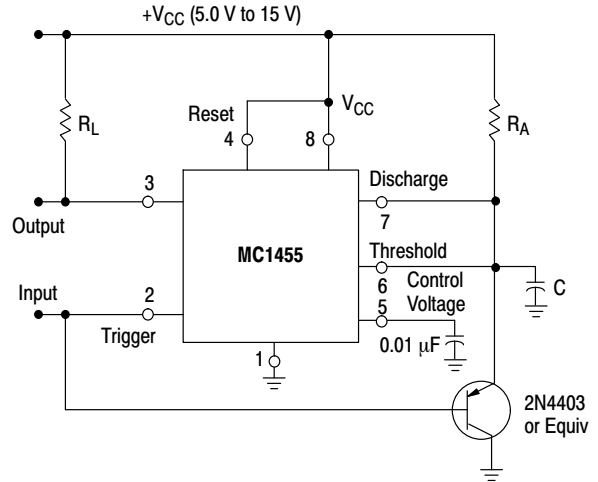 +VCC (5.0 V to 15 V)
RL
Reset
4
8
VCC
RA
3
Discharge
7
Output
MC1455
Threshold
6
Control
Voltage
5
C
Input
2
Trigger
0.01 μF
1
2N4403
or Equiv